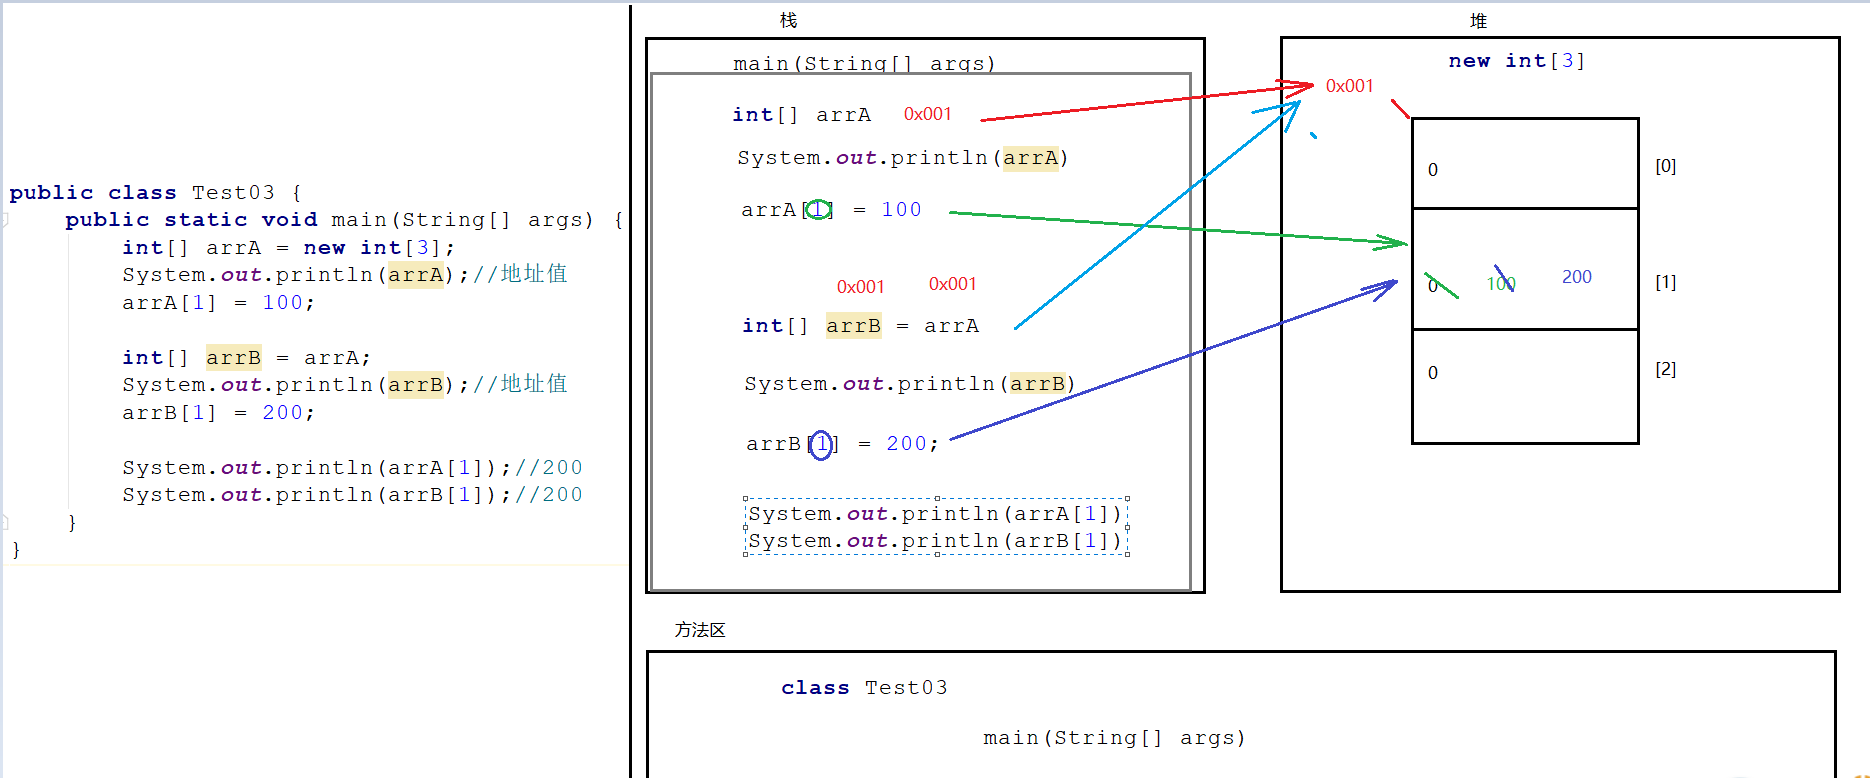 public class Test03 {
public static void main(String[] args) {
int[] arrA = new int[3];
System.out.println(arrA);//地址值
arrA[1] = 100;
int[] arrB = arrA;
System.out.println(arrB);//地址值
arrB[1] = 200;
System.out.println(arrA[1]);//200
System.out.println(arrB[1]);//200
}
}
栈
main(String[] args)
int[] arrA 0x001
System.out.println(arrA)
arrA[1] = 100
0x001 0x001
int[] arrB = arrA
System.out.println(arrB)
arrB[1] = 200;
System.out.println(arrA[1])
System.out.println(arrB[1])
堆
new int[3]
0x001
0 [0]
0 100 200 [1]
0 [2]
方法区
class Test03
main(String[] args)